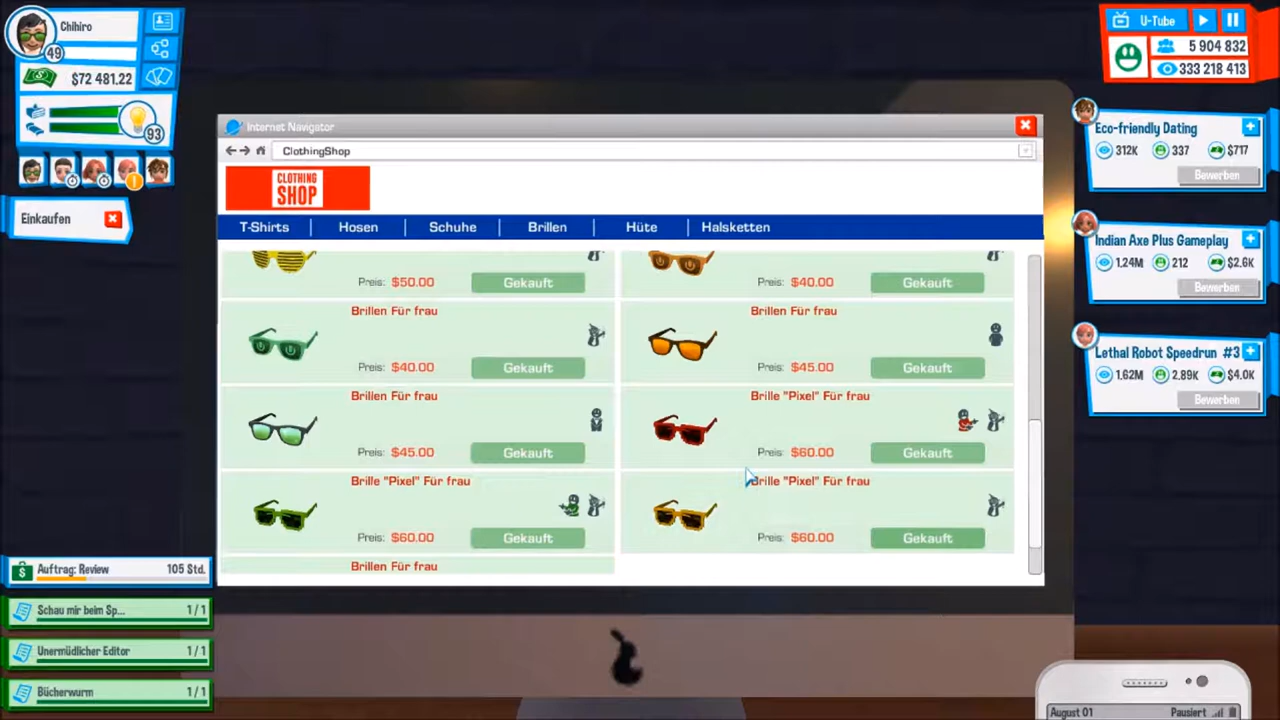 Chihiro
49
$72 481.22
93
Einkaufen
U-Tube
5 904 832
333 218 413
Eco-friendly Dating
312K 337 $717
Bewerben
Indian Axe Plus Gameplay
1.24M 212 $2.6K
Bewerben
Lethal Robot Speedrun #3
1.62M 2.89K $4.0K
Bewerben
Internet Navigator
ClothingShop
CLOTHING
SHOP
T-Shirts Hosen Schuhe Brillen Hüte Halsketten
Preis: $50.00 Gekauft
Preis: $40.00 Gekauft
Brillen Für frau
Preis: $40.00 Gekauft
Brillen Für frau
Preis: $45.00 Gekauft
Brillen Für frau
Preis: $45.00 Gekauft
Brille "Pixel" Für frau
Preis: $60.00 Gekauft
Brille "Pixel" Für frau
Preis: $60.00 Gekauft
Brille "Pixel" Für frau
Preis: $60.00 Gekauft
Brillen Für frau
Auftrag: Review 105 Std.
Schau mir beim Sp... 1/1
Unermüdlicher Editor 1/1
Bücherwurm 1/1
August 01 Pausiert